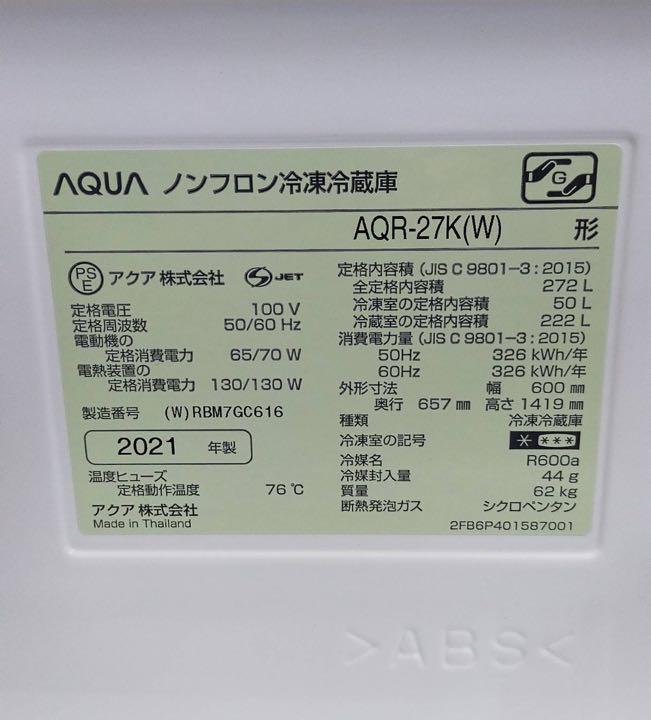 AQUA ノンフロン冷凍冷蔵庫
G
AQR-27K(W) 形
PS
E
アクア 株式会社 JET
定格電圧 100 V
定格周波数 50/60 Hz
電動機の
定格消費電力 65/70 W
電熱装置の
定格消費電力 130/130 W
製造番号 (W)RBM7GC616
2021 年製
温度ヒューズ
定格動作温度 76 ℃
アクア 株式会社
Made in Thailand
定格内容積 (JIS C 9801-3 : 2015)
全定格内容積 272 L
冷凍室の定格内容積 50 L
冷蔵室の定格内容積 222 L
消費電力量 (JIS C 9801-3 : 2015)
50Hz 326 kWh/年
60Hz 326 kWh/年
外形寸法 幅 600 mm
奥行 657 mm 高さ 1419 mm
種類 冷凍冷蔵庫
冷凍室の記号 * ***
冷媒名 R600a
冷媒封入量 44 g
質量 62 kg
断熱発泡ガス シクロペンタン
2FB6P401587001
>ABS<